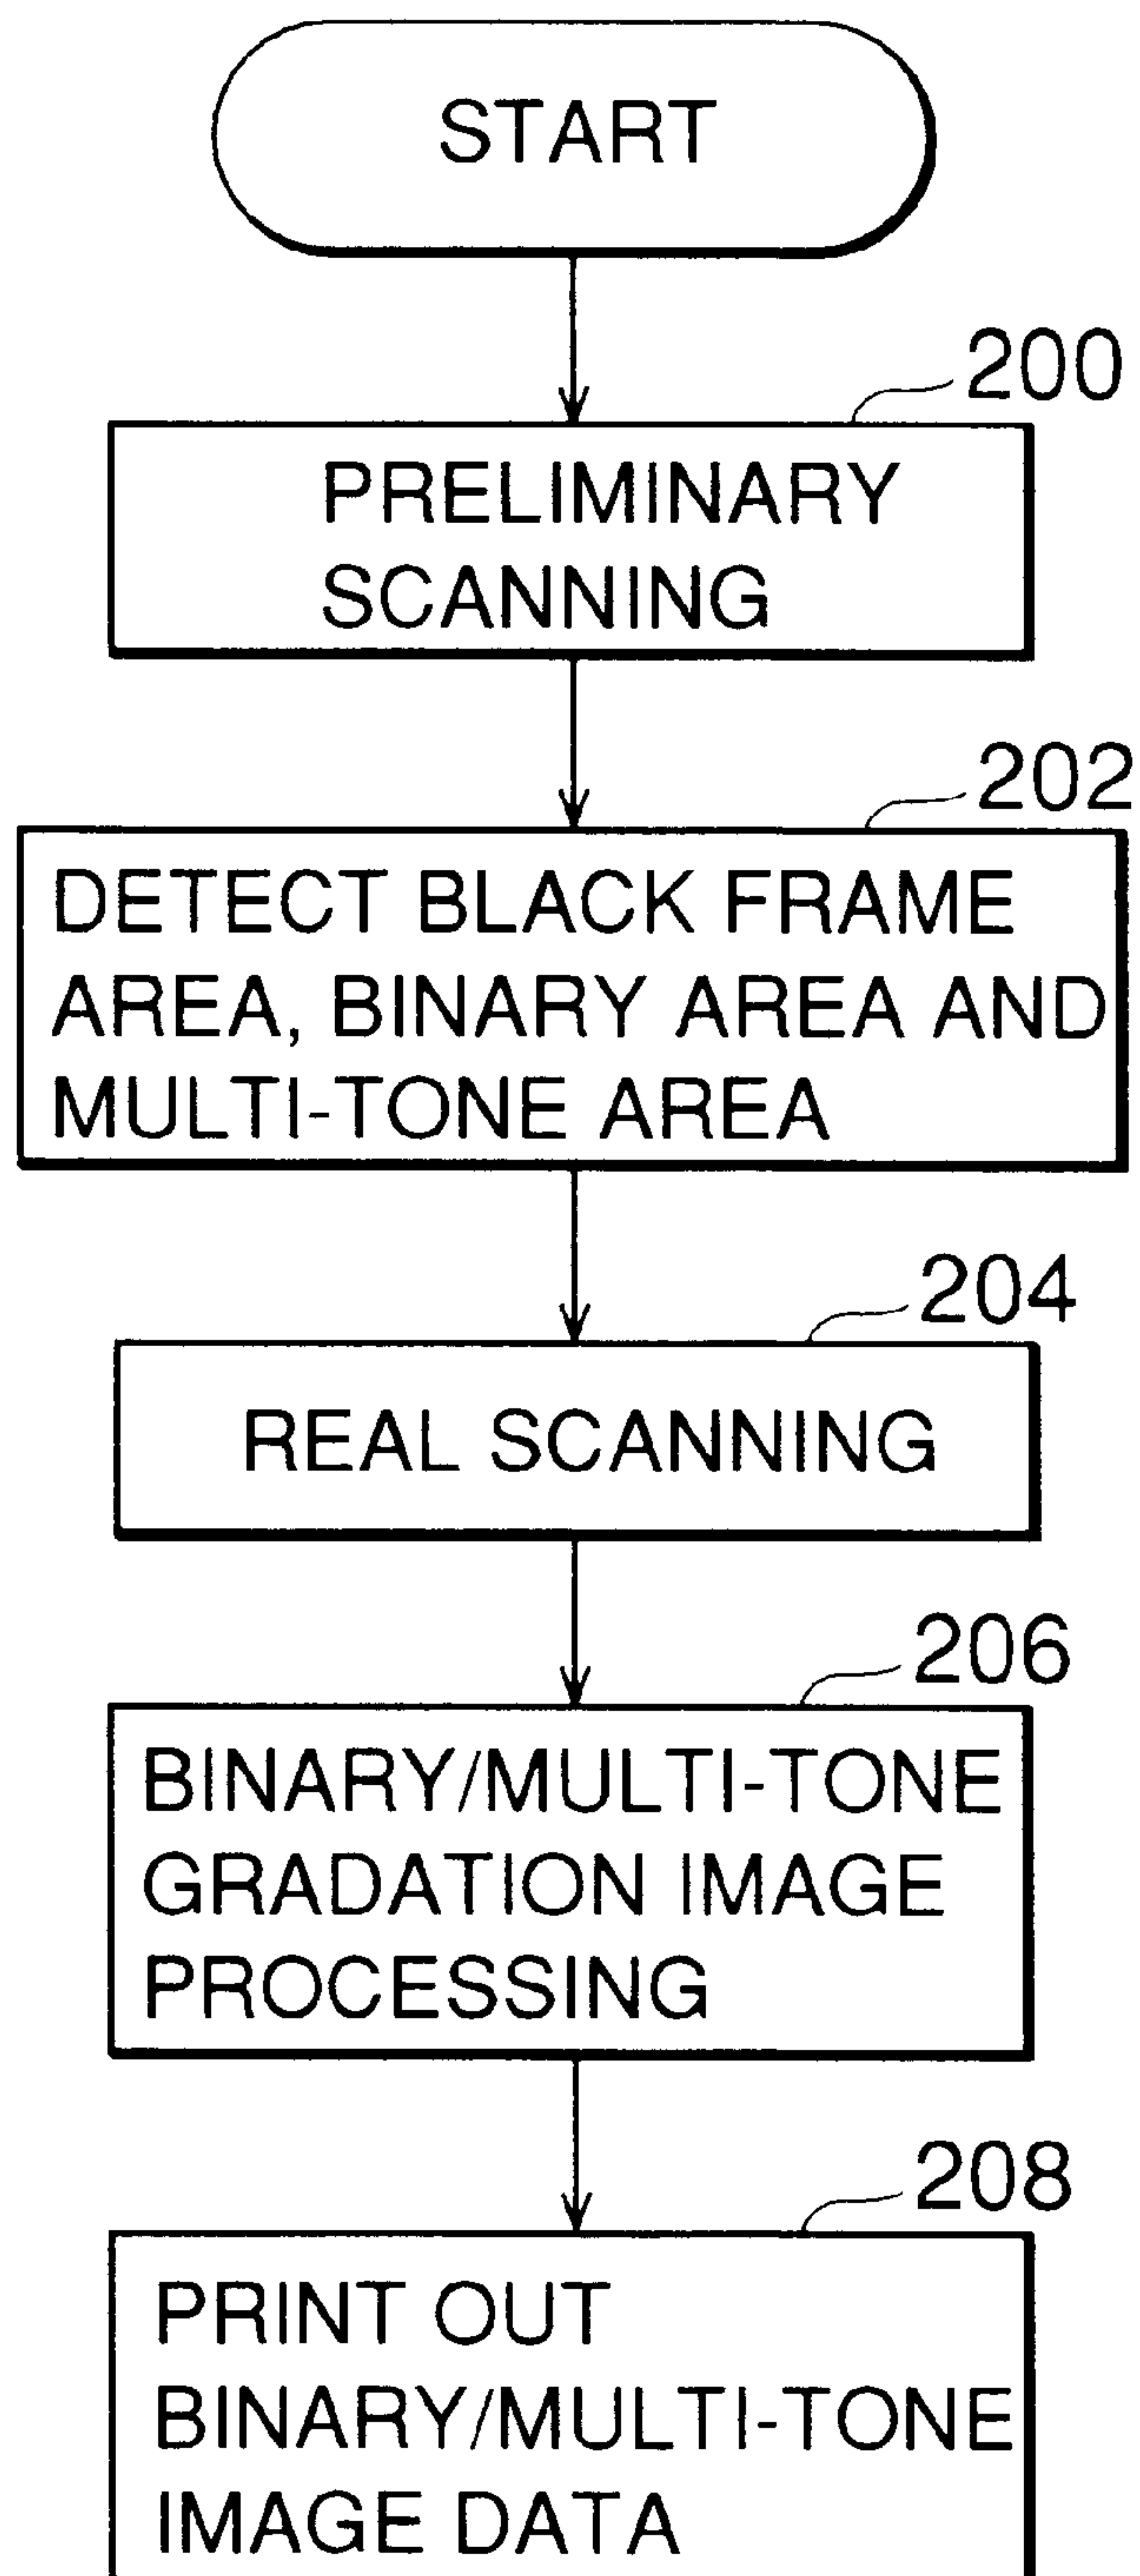 START
200
PRELIMINARY
SCANNING
202
DETECT BLACK FRAME
AREA, BINARY AREA AND
MULTI-TONE AREA
204
REAL SCANNING
206
BINARY/MULTI-TONE
GRADATION IMAGE
PROCESSING
208
PRINT OUT
BINARY/MULTI-TONE
IMAGE DATA